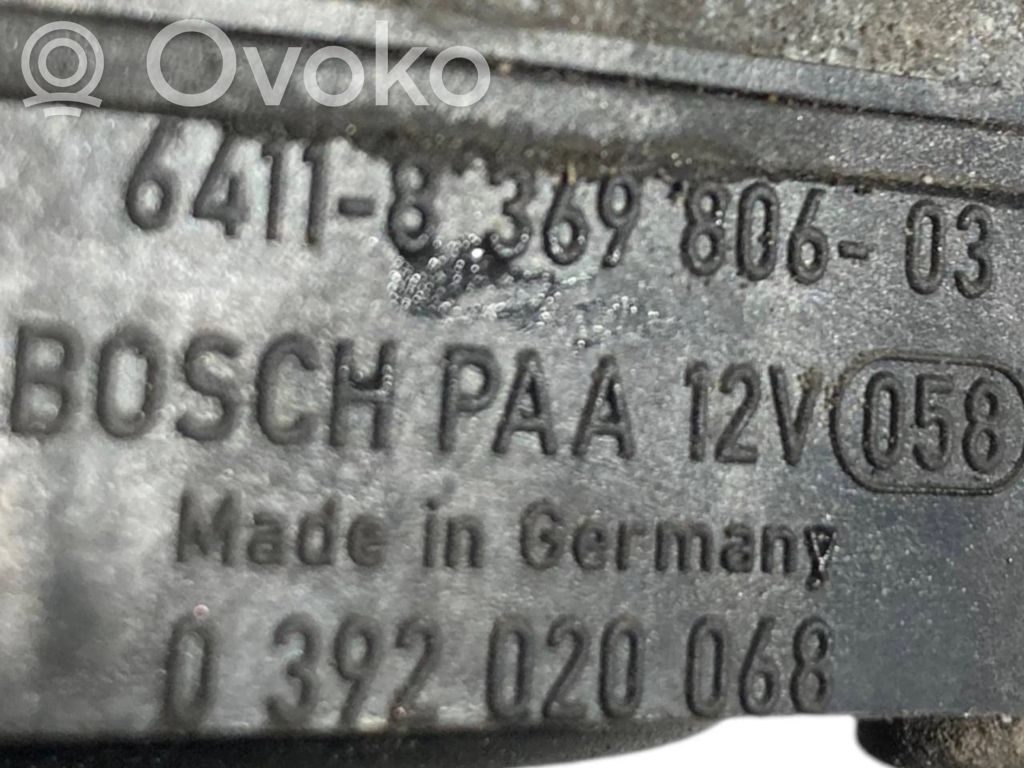 Ovoko
6411-8 369 806-03
BOSCH PAA 12V 058
Made in Germany
0 392 020 068